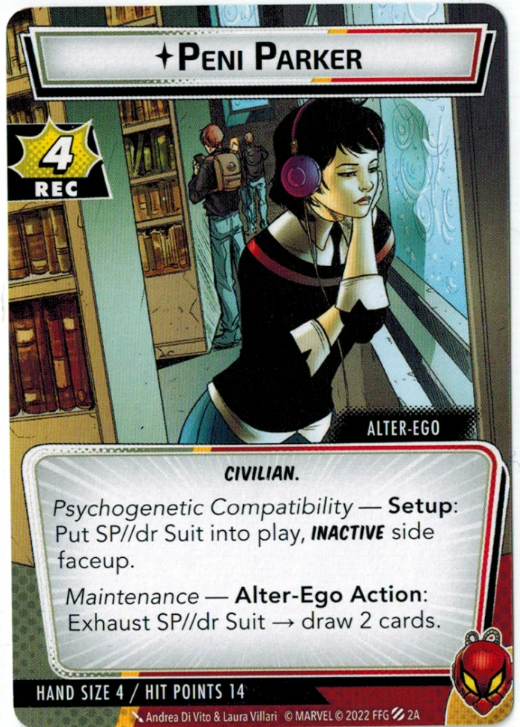 PENI PARKER
4
REC
ALTER-EGO
CIVILIAN.
Psychogenetic Compatibility — Setup:
Put SP//dr Suit into play, INACTIVE side
faceup.
Maintenance — Alter-Ego Action:
Exhaust SP//dr Suit → draw 2 cards.
HAND SIZE 4 / HIT POINTS 14
Andrea Di Vito & Laura Villari © MARVEL © 2022 FFG 2A